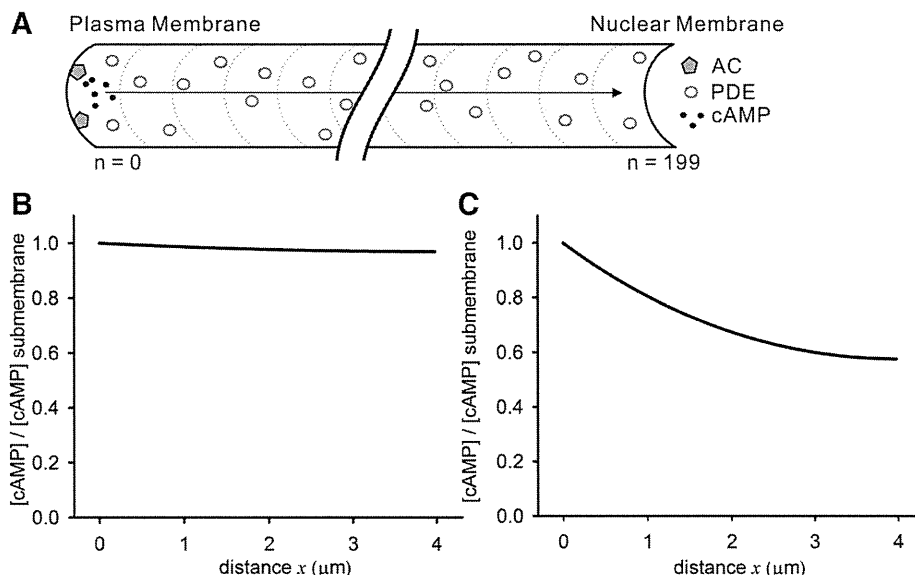 A
Plasma Membrane
Nuclear Membrane
AC
PDE
cAMP
n = 0
n = 199
B
[cAMP] / [cAMP] submembrane
1.0
0.8
0.6
0.4
0.2
0.0
0 1 2 3 4
distance x (μm)
C
[cAMP] / [cAMP] submembrane
1.0
0.8
0.6
0.4
0.2
0.0
0 1 2 3 4
distance x (μm)